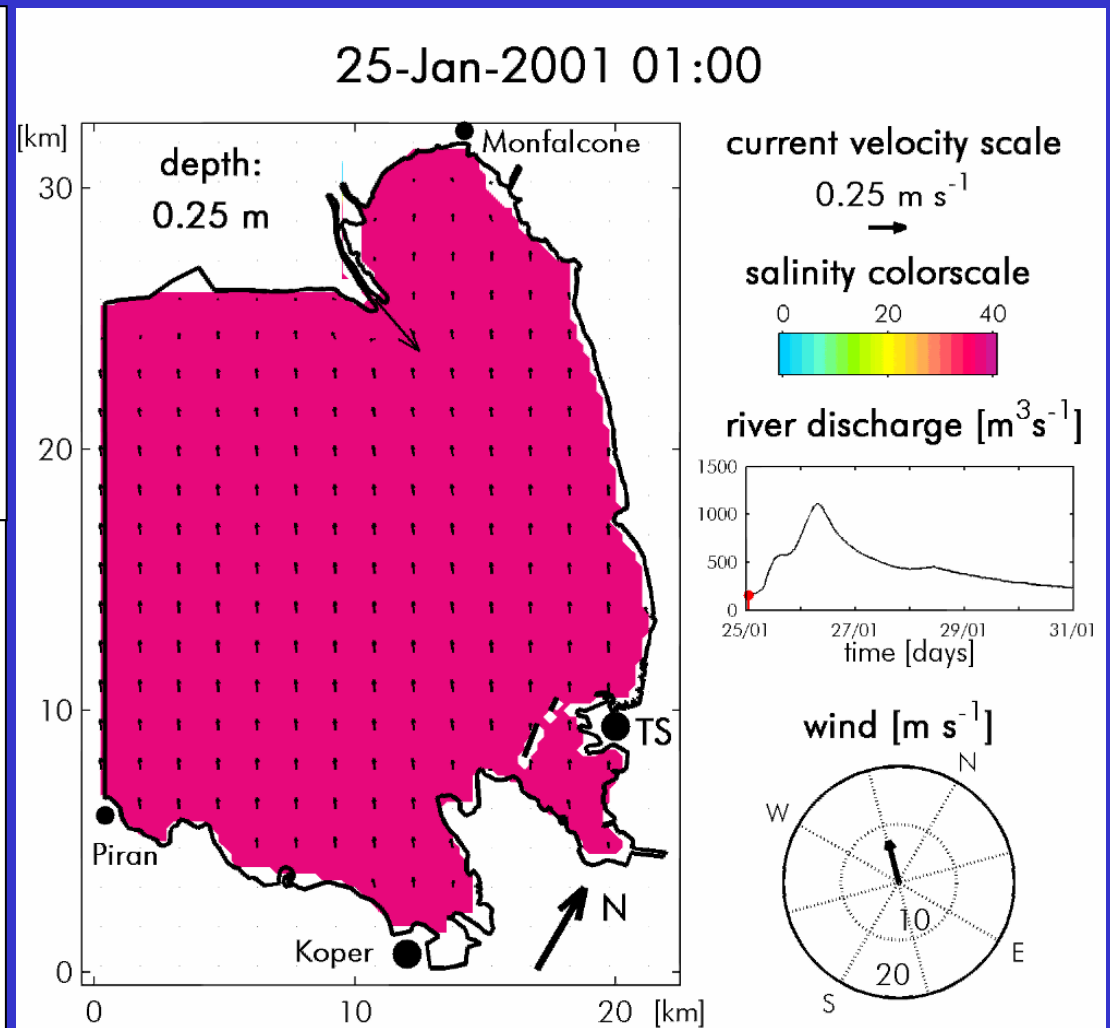 25-Jan-2001 01:00
[km]
Monfalcone
depth:
0.25 m
30
20
10
0
TS
Piran
Koper
N
0
10
20
[km]
current velocity scale
0.25 m s⁻¹
salinity colorscale
0
20
40
river discharge [m³s⁻¹]
1500
1000
500
0
25/01
27/01
29/01
31/01
time [days]
wind [m s⁻¹]
N
W
10
E
20
S